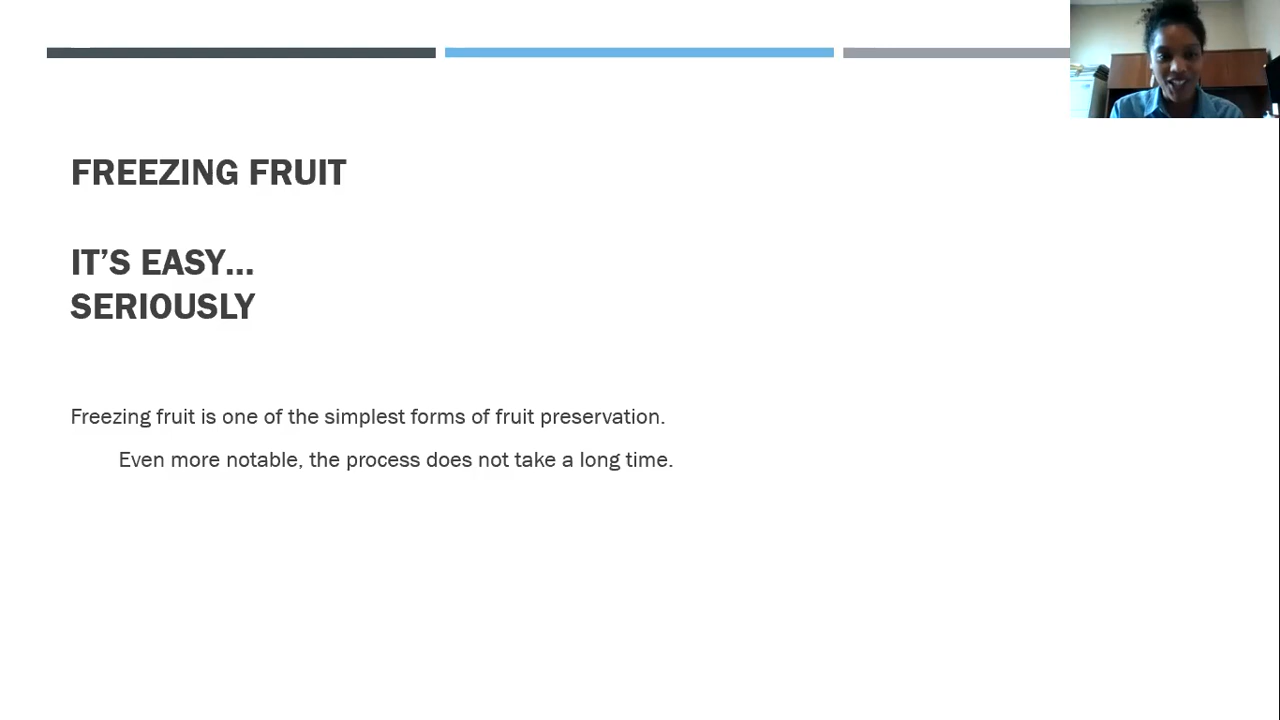 FREEZING FRUIT
IT’S EASY…
SERIOUSLY
Freezing fruit is one of the simplest forms of fruit preservation.
Even more notable, the process does not take a long time.